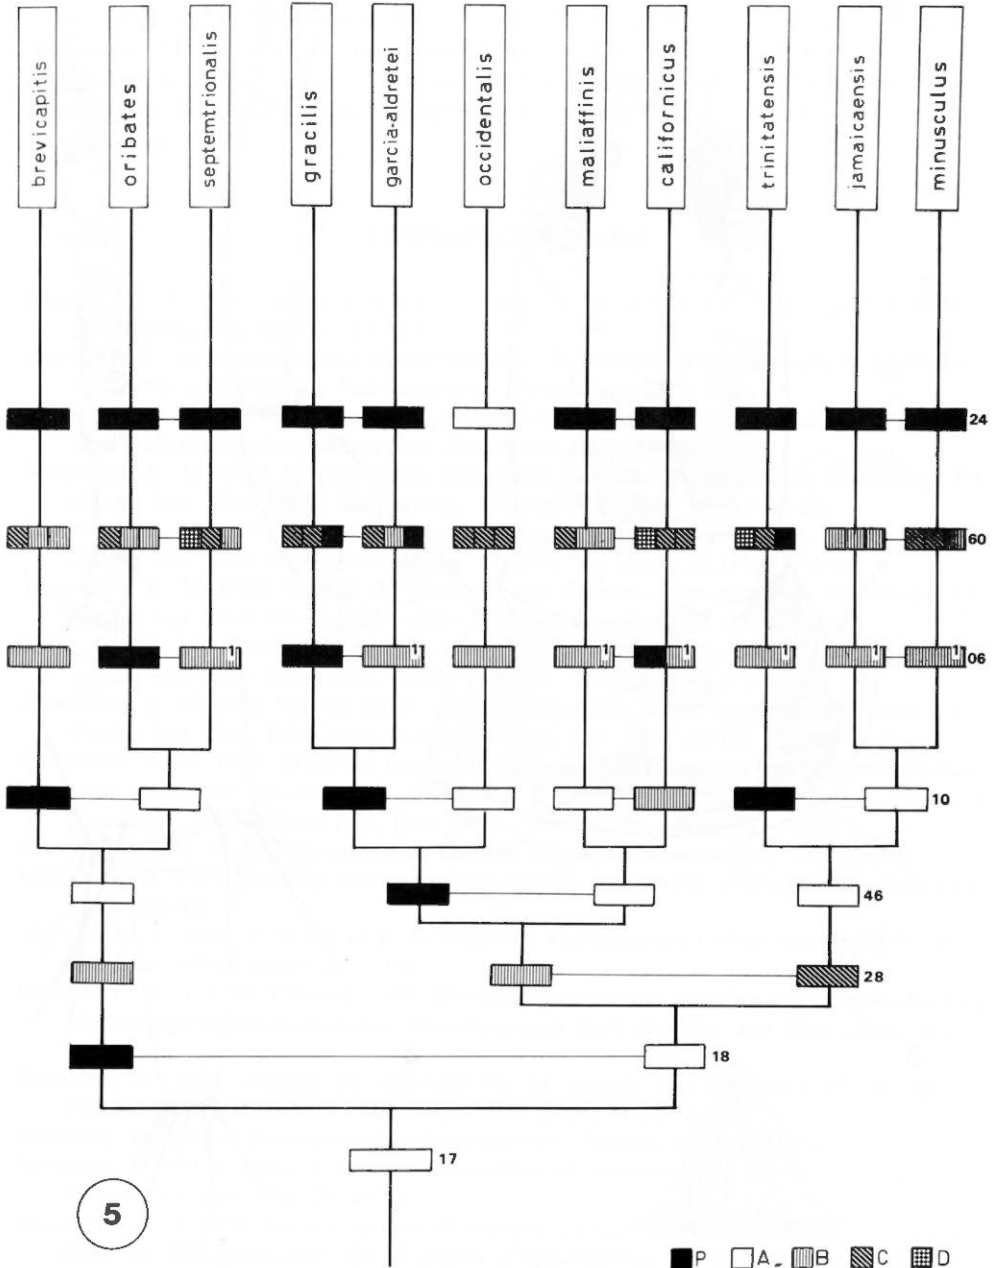 brevicapitis
oribates
septemtrionalis
gracilis
garcia-aldretei
occidentalis
maliaffinis
californicus
trinitatensis
jamaicaensis
minusculus
24
60
1 1 1 1 1 1 06
10
46
28
18
17
5
P A B C D